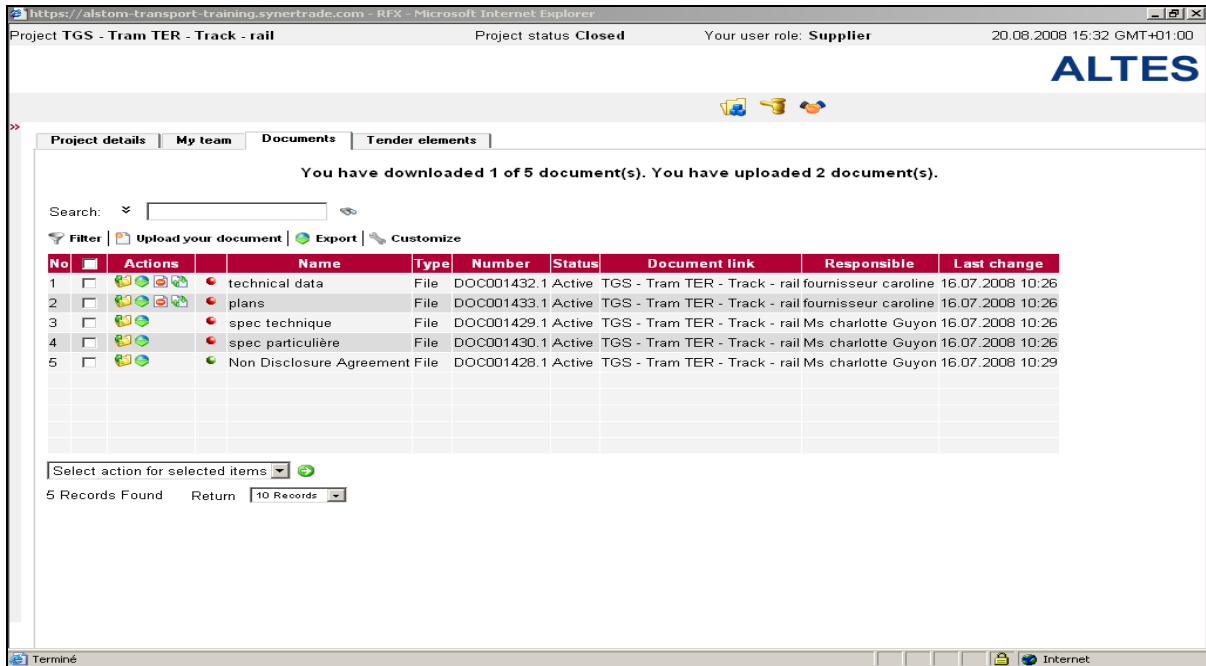 https://alstom-transport-training.synertrade.com - RFX - Microsoft Internet Explorer
Project TGS - Tram TER - Track - rail Project status Closed Your user role: Supplier 20.08.2008 15:32 GMT+01:00
ALTES
»
Project details My team Documents Tender elements
You have downloaded 1 of 5 document(s). You have uploaded 2 document(s).
Search:
Filter Upload your document Export Customize
No Actions Name Type Number Status Document link Responsible Last change
1 technical data File DOC001432.1 Active TGS - Tram TER - Track - rail fournisseur caroline 16.07.2008 10:26
2 plans File DOC001433.1 Active TGS - Tram TER - Track - rail fournisseur caroline 16.07.2008 10:26
3 spec technique File DOC001429.1 Active TGS - Tram TER - Track - rail Ms charlotte Guyon 16.07.2008 10:26
4 spec particulière File DOC001430.1 Active TGS - Tram TER - Track - rail Ms charlotte Guyon 16.07.2008 10:26
5 Non Disclosure Agreement File DOC001428.1 Active TGS - Tram TER - Track - rail Ms charlotte Guyon 16.07.2008 10:29
Select action for selected items
5 Records Found Return 10 Records
Terminé Internet